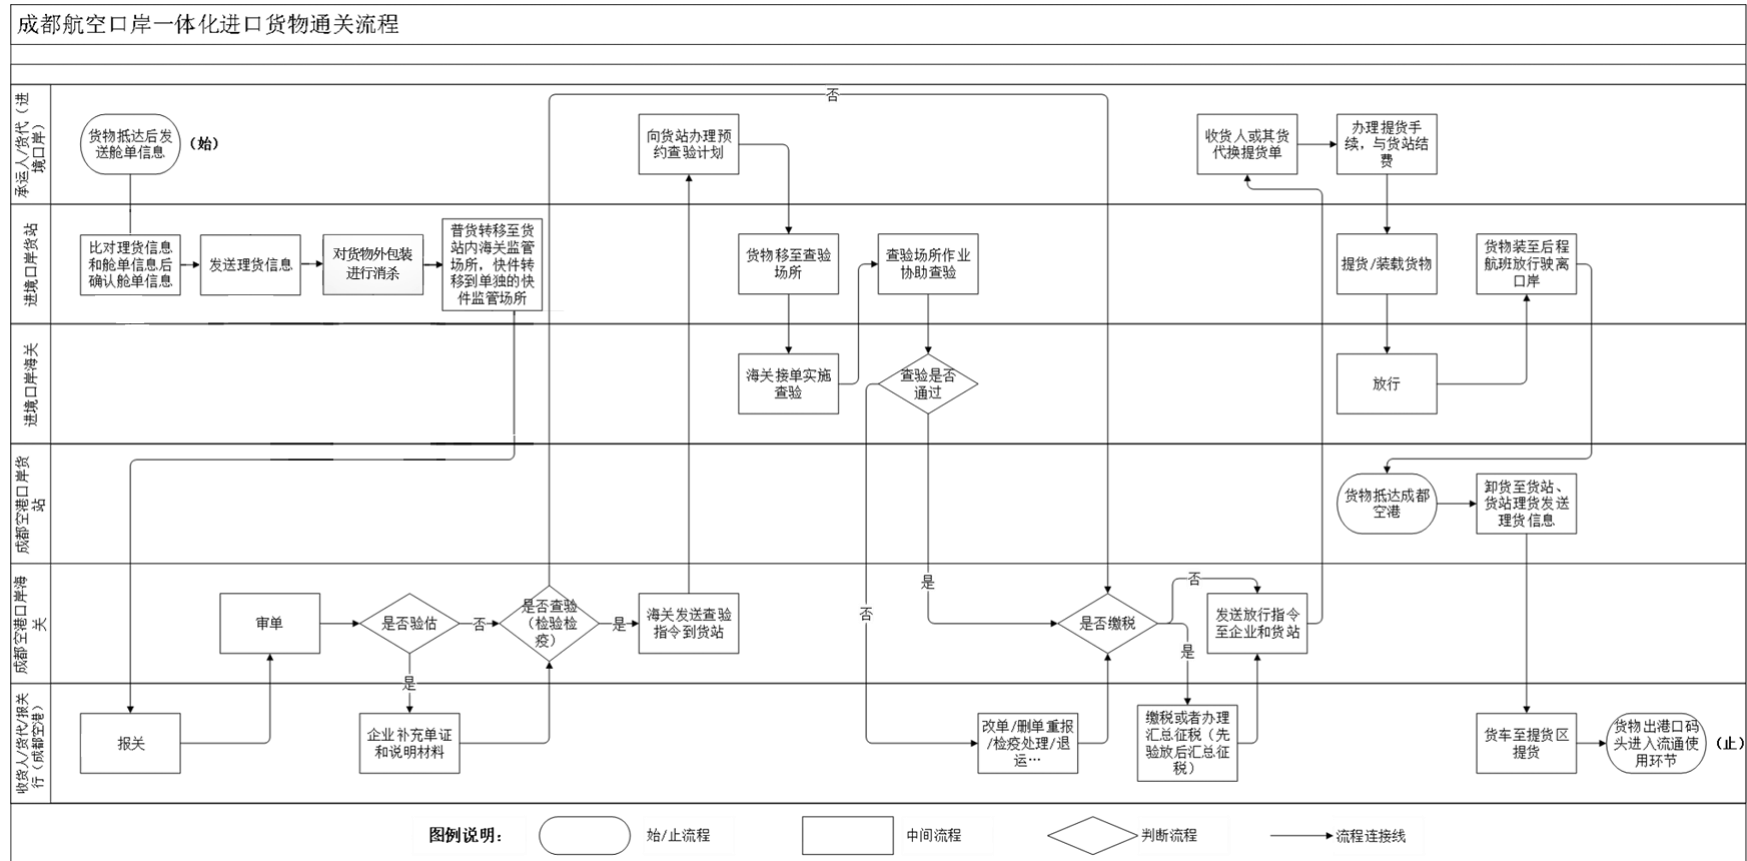 成都航空口岸一体化进口货物通关流程
承运人/货代（进
境口岸）
货物抵达后发
送舱单信息
（始）
向货站办理预
约查验计划
否
收货人或其货
代换提货单
办理提货手
续，与货站结
费
进境口岸货站
比对理货信息
和舱单信息后
确认舱单信息
发送理货信息
对货物外包装
进行消杀
普货转移至货
站内海关监管
场所，快件转
移到单独的快
件监管场所
货物移至查验
场所
查验场所作业
协助查验
提货/装载货物
货物装至后程
航班放行驶离
口岸
进境口岸海关
海关接单实施
查验
查验是否
通过
放行
成都空港口岸货
站
货物抵达成都
空港
卸货至货站、
货站理货发送
理货信息
成都空港口岸海
关
审单
是否验估
否
是否查验
（检验检
疫）
是
海关发送查验
指令到货站
否
是
是否缴税
否
是
发送放行指令
至企业和货站
收货人/货代/报关
行（成都空港）
报关
是
企业补充单证
和说明材料
改单/删单重报
/检疫处理/退
运…
缴税或者办理
汇总征税（先
验放后汇总征
税）
货车至提货区
提货
货物出港口码
头进入流通使
用环节
（止）
图例说明：
始/止流程
中间流程
判断流程
流程连接线